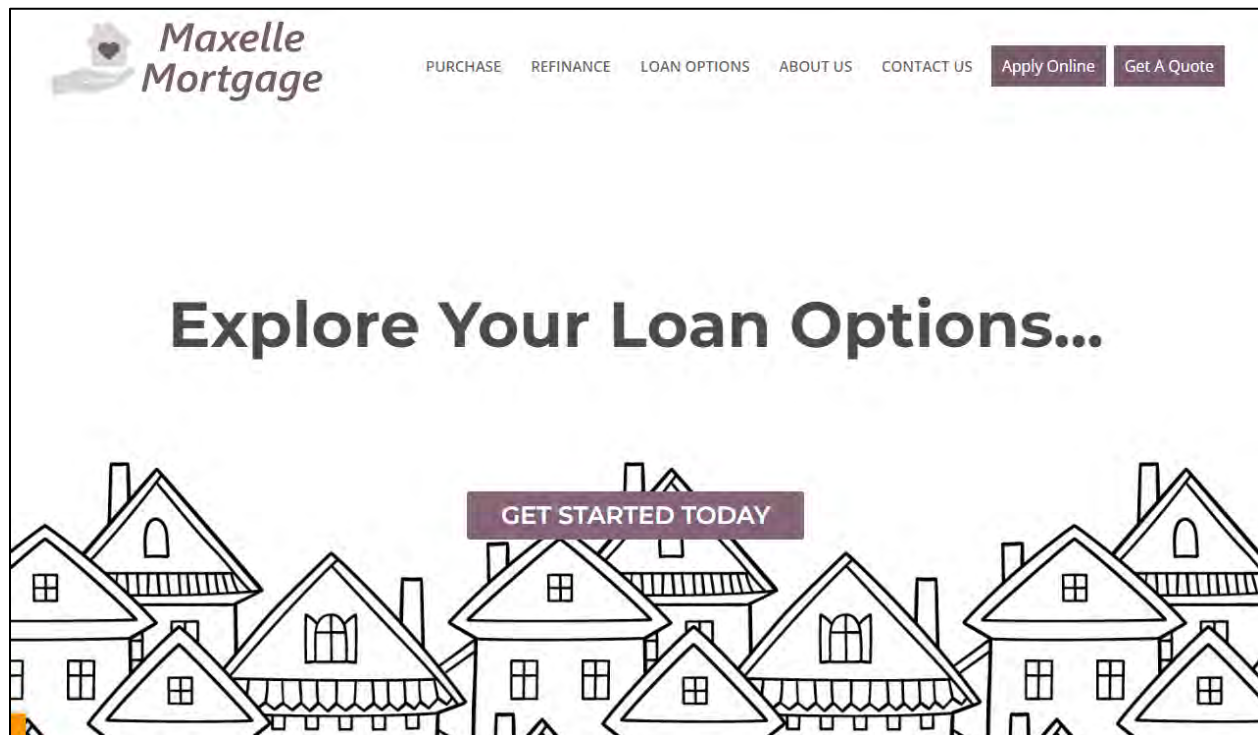 Maxelle
Mortgage
PURCHASE REFINANCE LOAN OPTIONS ABOUT US CONTACT US Apply Online Get A Quote
Explore Your Loan Options...
GET STARTED TODAY